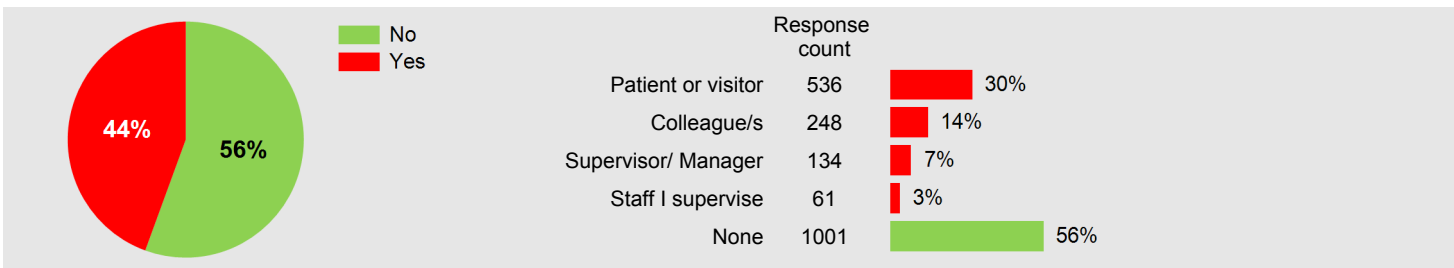 No
Yes
44%
56%
Response
count
Patient or visitor 536 30%
Colleague/s 248 14%
Supervisor/ Manager 134 7%
Staff I supervise 61 3%
None 1001 56%